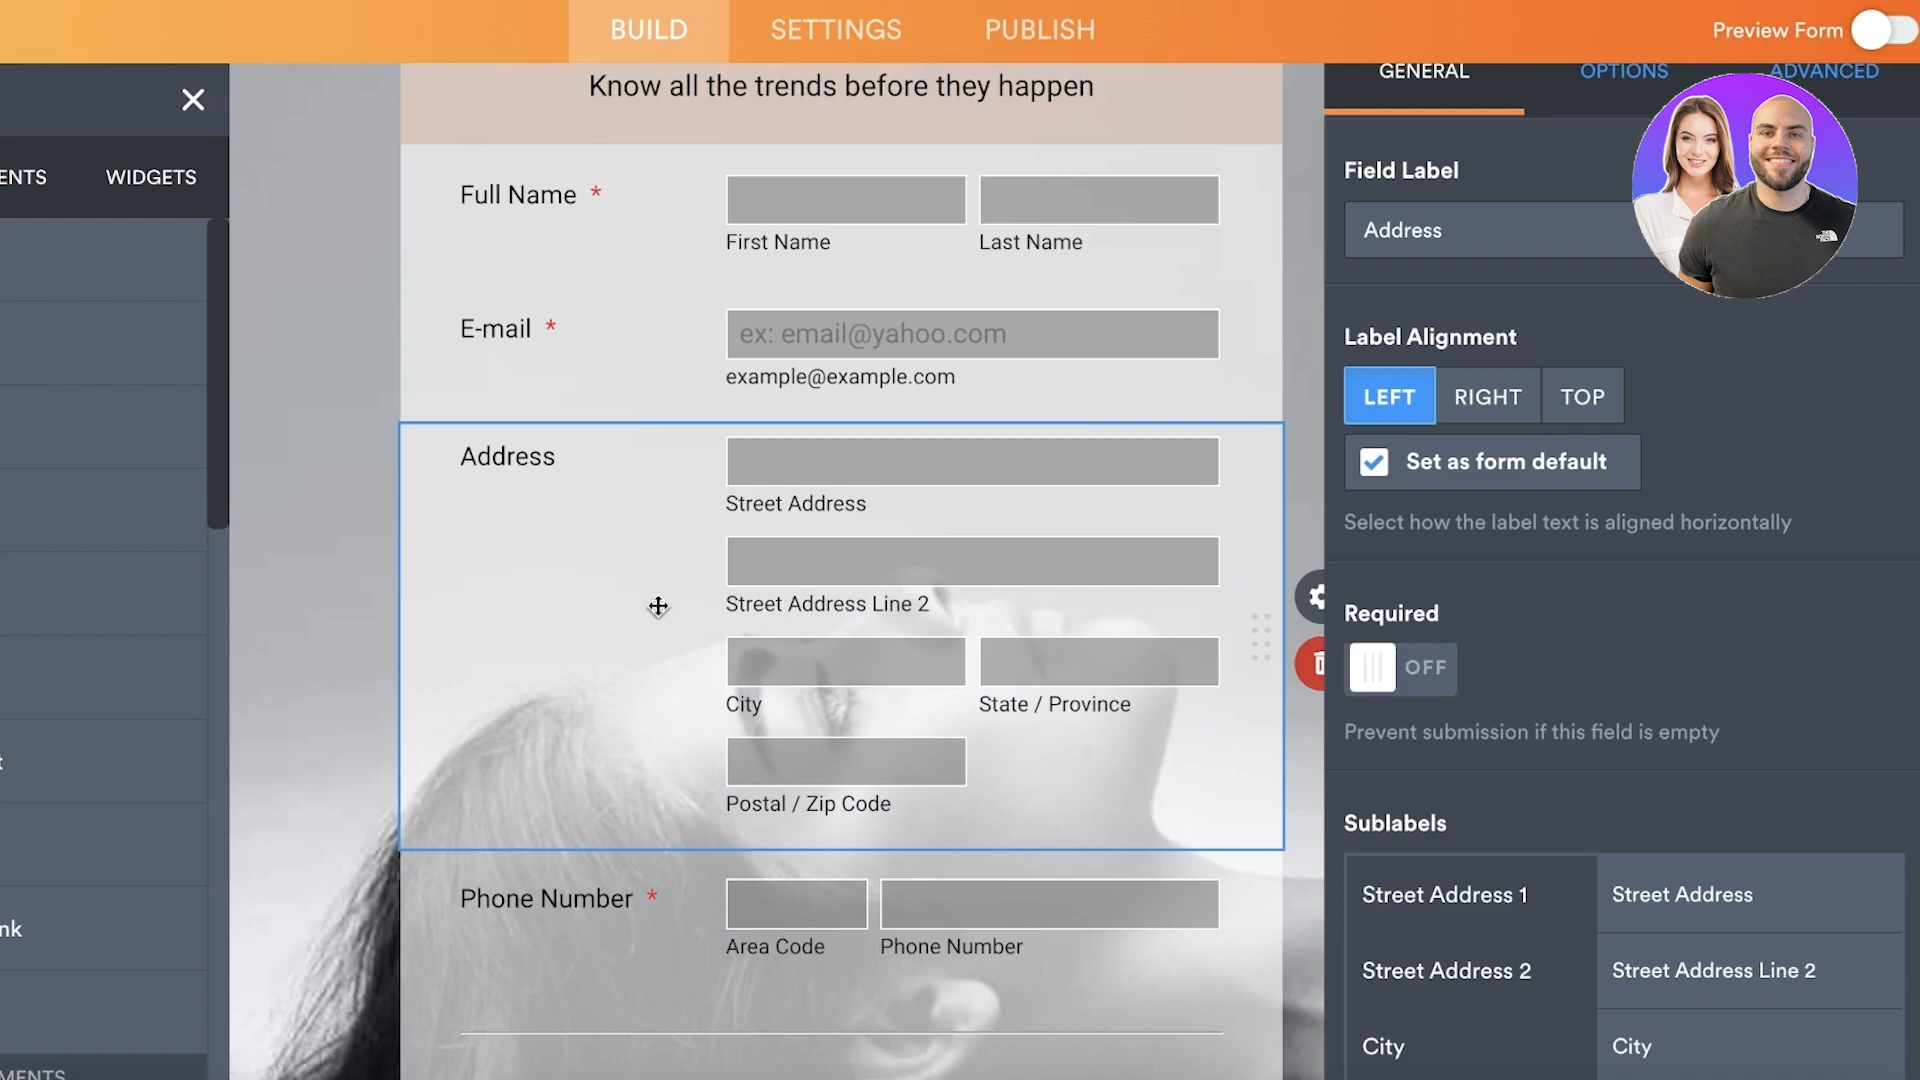 BUILD
SETTINGS
PUBLISH
Preview Form
ENTS
WIDGETS
t
nk
MENTS
Know all the trends before they happen
Full Name *
First Name
Last Name
E-mail *
ex: email@yahoo.com
example@example.com
Address
Street Address
Street Address Line 2
City
State / Province
Postal / Zip Code
Phone Number *
Area Code
Phone Number
GENERAL
OPTIONS
ADVANCED
Field Label
Address
Label Alignment
LEFT
RIGHT
TOP
Set as form default
Select how the label text is aligned horizontally
Required
OFF
Prevent submission if this field is empty
Sublabels
Street Address 1
Street Address
Street Address 2
Street Address Line 2
City
City